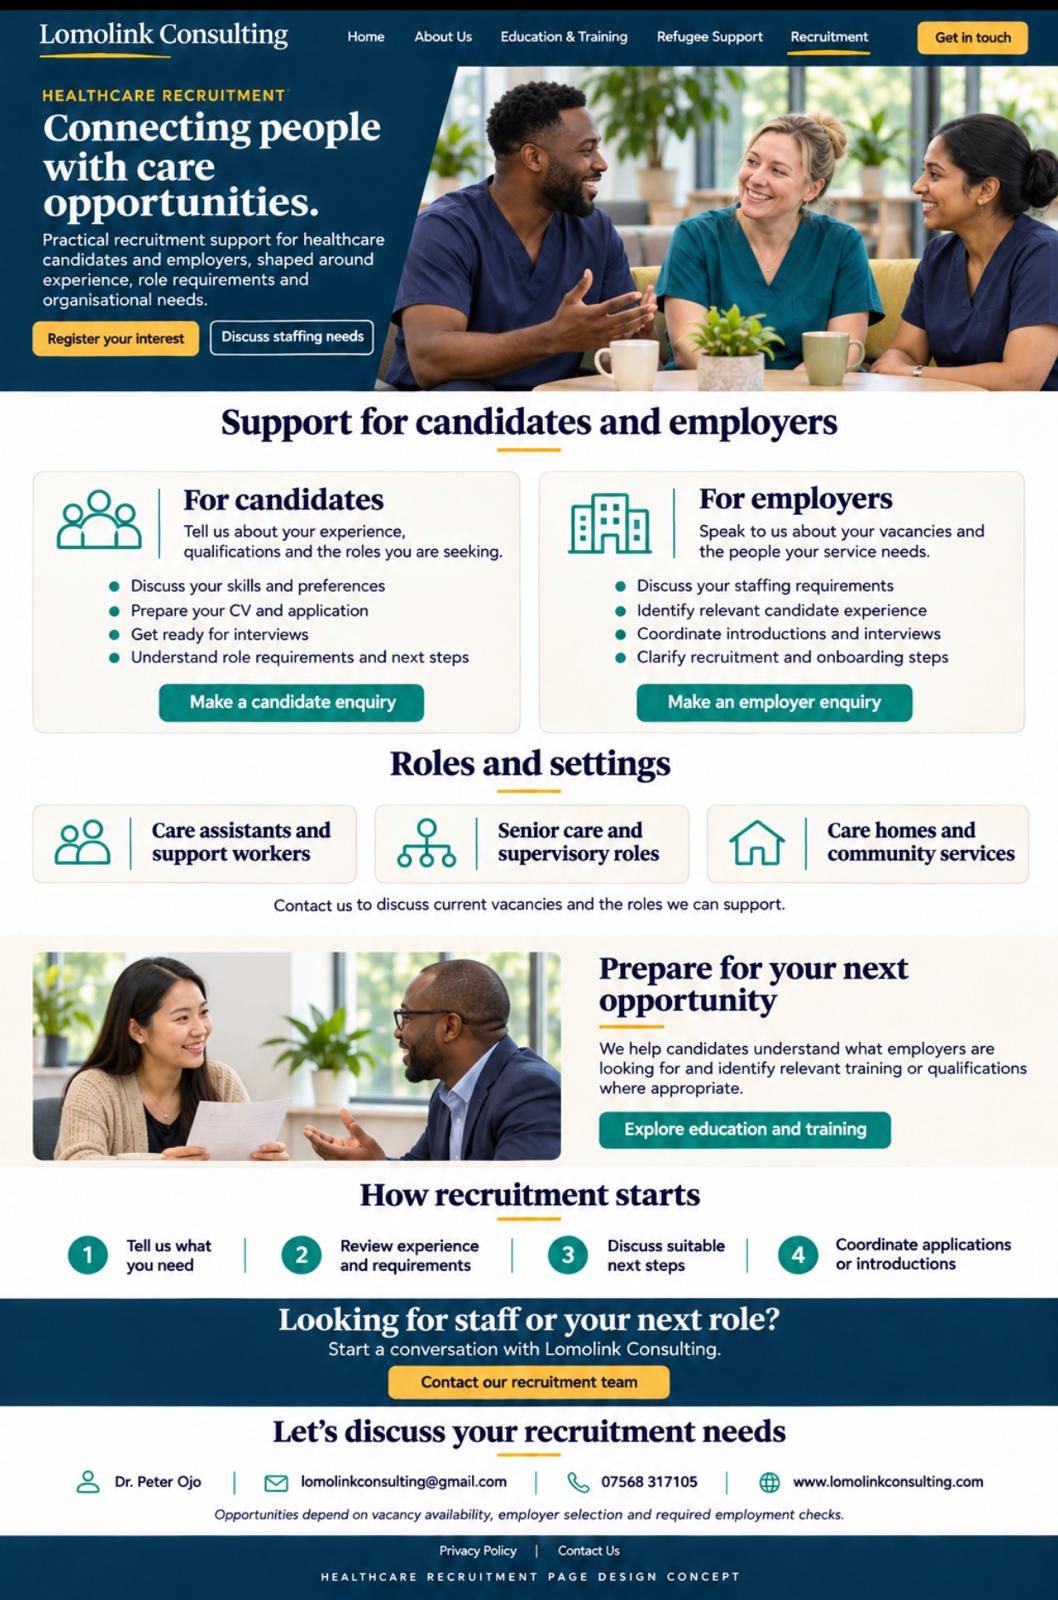 Lomolink Consulting
Home
About Us
Education & Training
Refugee Support
Recruitment
Get in touch
HEALTHCARE RECRUITMENT
Connecting people
with care
opportunities.
Practical recruitment support for healthcare
candidates and employers, shaped around
experience, role requirements and
organisational needs.
Register your interest
Discuss staffing needs
Support for candidates and employers
For candidates
Tell us about your experience,
qualifications and the roles you are seeking.
Discuss your skills and preferences
Prepare your CV and application
Get ready for interviews
Understand role requirements and next steps
Make a candidate enquiry
For employers
Speak to us about your vacancies and
the people your service needs.
Discuss your staffing requirements
Identify relevant candidate experience
Coordinate introductions and interviews
Clarify recruitment and onboarding steps
Make an employer enquiry
Roles and settings
Care assistants and
support workers
Senior care and
supervisory roles
Care homes and
community services
Contact us to discuss current vacancies and the roles we can support.
Prepare for your next
opportunity
We help candidates understand what employers are
looking for and identify relevant training or qualifications
where appropriate.
Explore education and training
How recruitment starts
1
Tell us what
you need
2
Review experience
and requirements
3
Discuss suitable
next steps
4
Coordinate applications
or introductions
Looking for staff or your next role?
Start a conversation with Lomolink Consulting.
Contact our recruitment team
Let's discuss your recruitment needs
Dr. Peter Ojo
lomolinkconsulting@gmail.com
07568 317105
www.lomolinkconsulting.com
Opportunities depend on vacancy availability, employer selection and required employment checks.
Privacy Policy | Contact Us
HEALTHCARE RECRUITMENT PAGE DESIGN CONCEPT